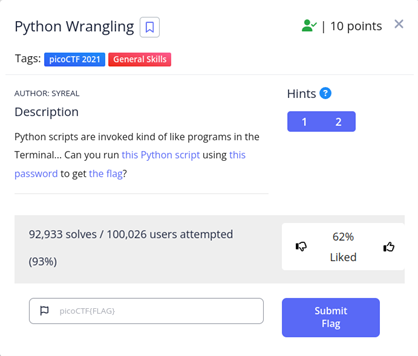 Python Wrangling
| 10 points
Tags: picoCTF 2021 General Skills
AUTHOR: SYREAL
Hints ?
Description
1 2
Python scripts are invoked kind of like programs in the
Terminal... Can you run this Python script using this
password to get the flag?
92,933 solves / 100,026 users attempted
(93%)
62%
Liked
picoCTF{FLAG}
Submit
Flag